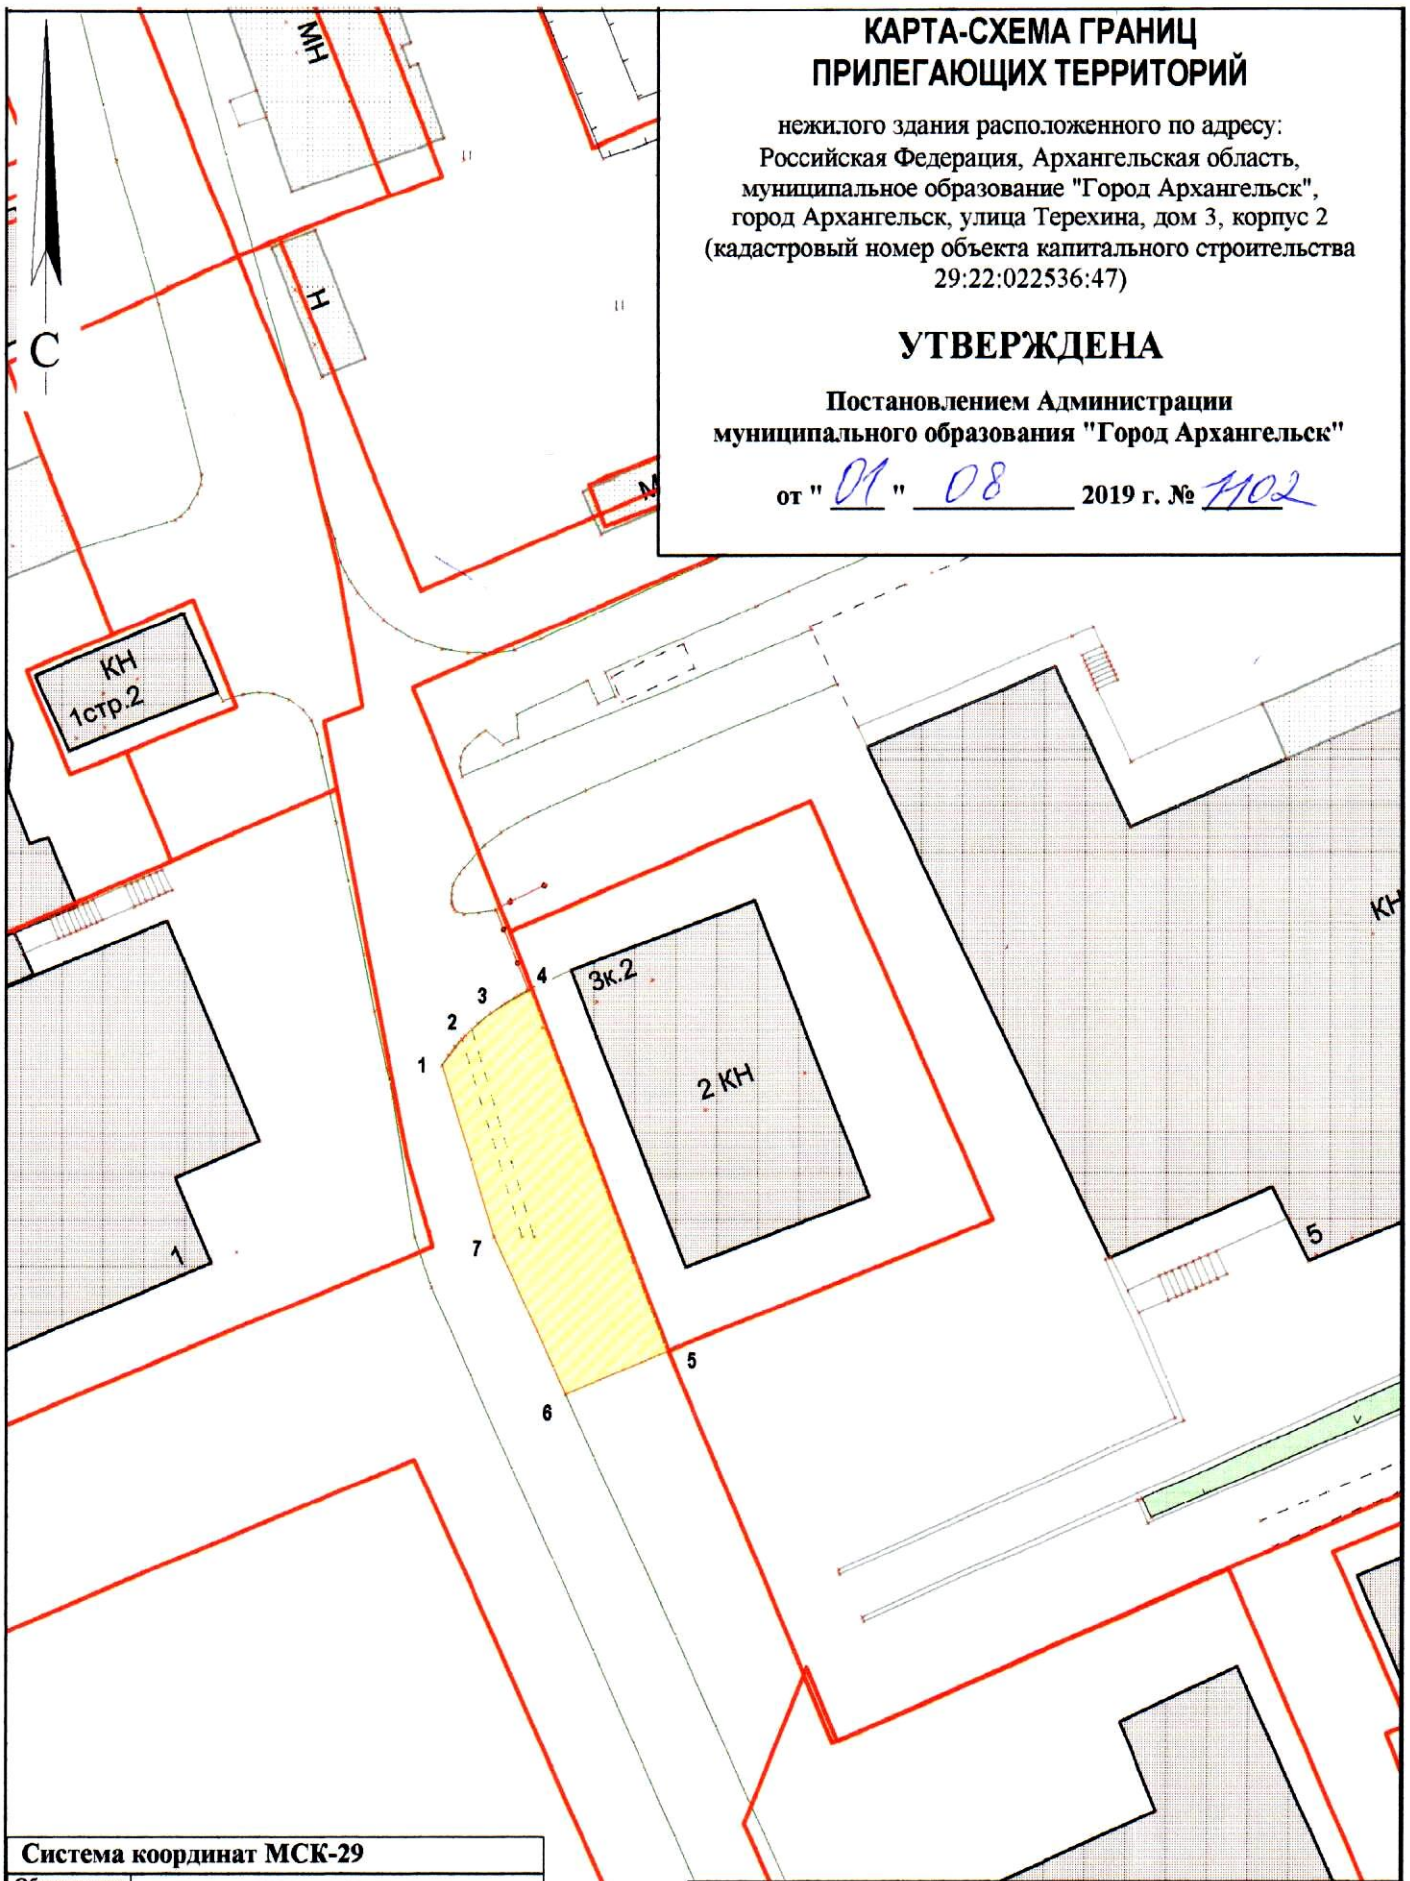 КАРТА-СХЕМА ГРАНИЦ
ПРИЛЕГАЮЩИХ ТЕРРИТОРИЙ
нежилого здания расположенного по адресу:
Российская Федерация, Архангельская область,
муниципальное образование "Город Архангельск",
город Архангельск, улица Терехина, дом 3, корпус 2
(кадастровый номер объекта капитального строительства
29:22:022536:47)
УТВЕРЖДЕНА
Постановлением Администрации
муниципального образования "Город Архангельск"
от "01" 08 2019 г. № 1102
МН
Н
С
М
КН
1стр.2
КН
3к.2
4
3
2
1
2 КН
7
1
5
5
6
Система координат МСК-29